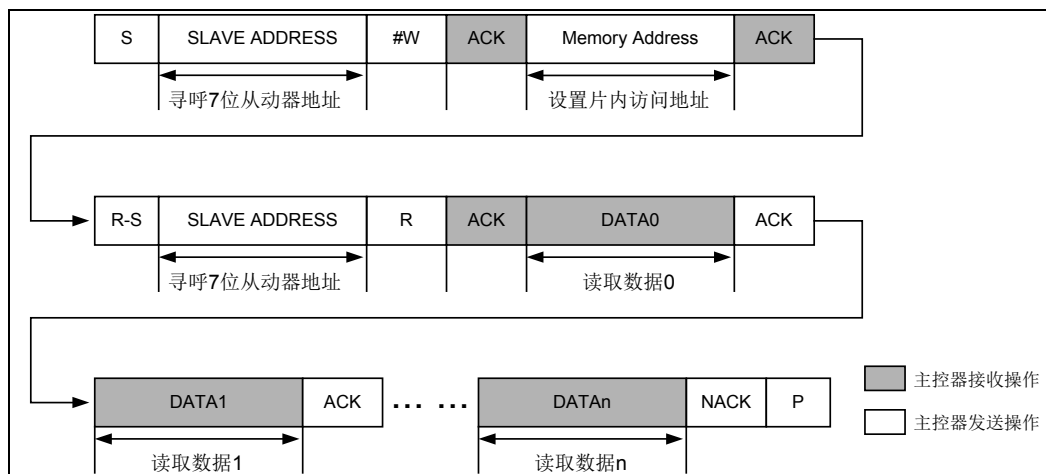 S SLAVE ADDRESS #W ACK Memory Address ACK
寻呼7位从动器地址 设置片内访问地址
R-S SLAVE ADDRESS R ACK DATA0 ACK
寻呼7位从动器地址 读取数据0
DATA1 ACK ... ... DATAn NACK P
读取数据1 读取数据n
主控器接收操作
主控器发送操作